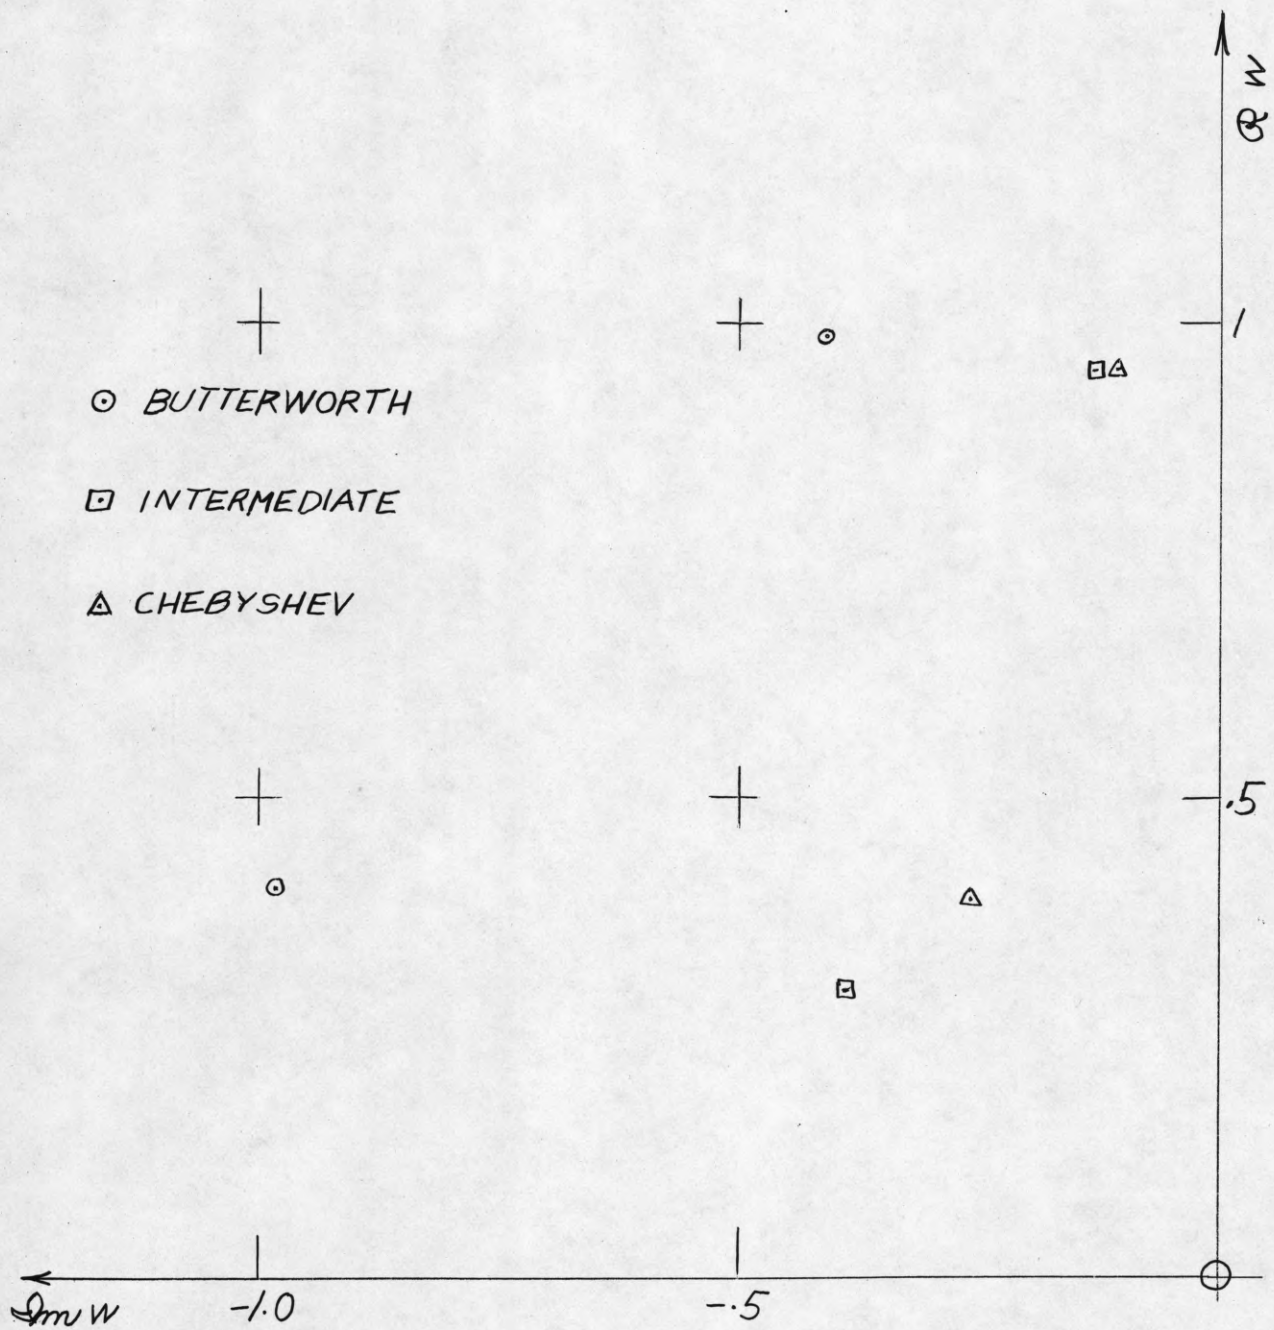 R W
1
⊙ BUTTERWORTH
⊡ INTERMEDIATE
◬ CHEBYSHEV
.5
Im W
-1.0
-.5